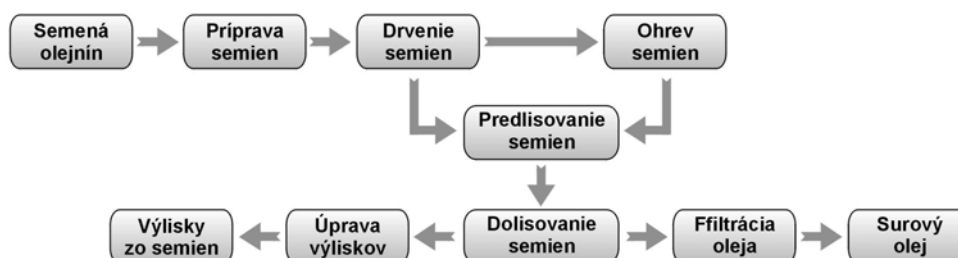 Semená
olejnín
Príprava
semien
Drvenie
semien
Ohrev
semien
Predlisovanie
semien
Výlisky
zo semien
Úprava
výliskov
Dolisovanie
semien
Ffiltrácia
oleja
Surový
olej